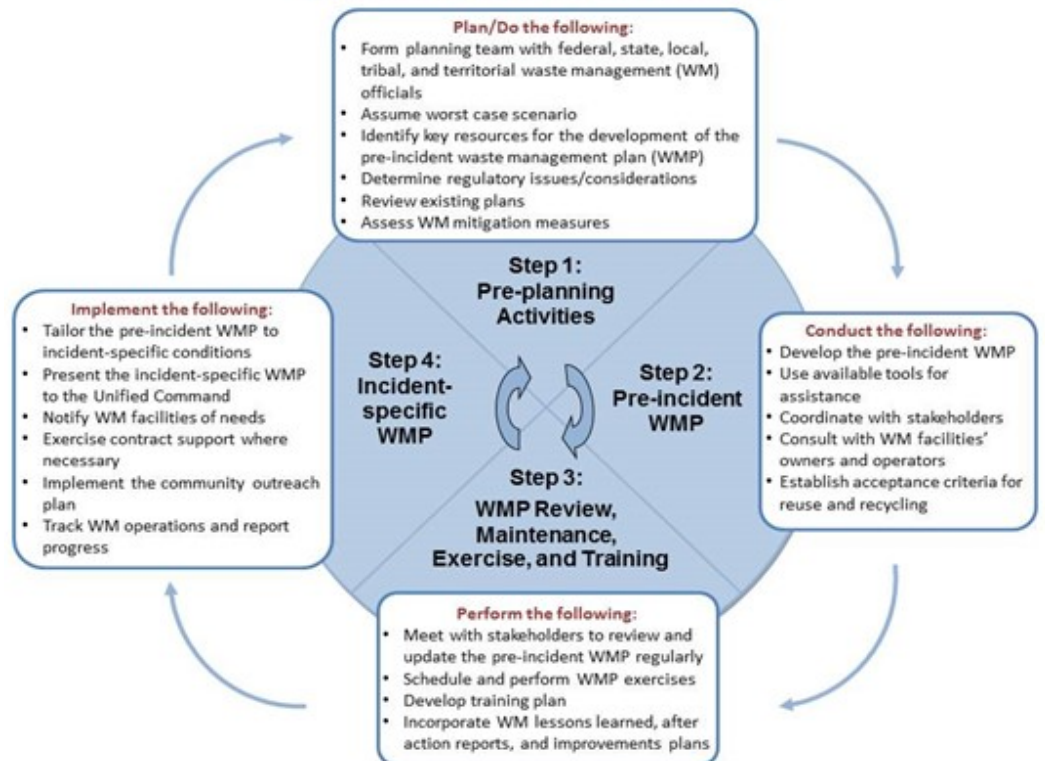 Plan/Do the following:
• Form planning team with federal, state, local,
tribal, and territorial waste management (WM)
officials
• Assume worst case scenario
• Identify key resources for the development of the
pre-incident waste management plan (WMP)
• Determine regulatory issues/considerations
• Review existing plans
• Assess WM mitigation measures
Step 1:
Pre-planning
Activities
Conduct the following:
• Develop the pre-incident WMP
• Use available tools for
assistance
• Coordinate with stakeholders
• Consult with WM facilities’
owners and operators
• Establish acceptance criteria for
reuse and recycling
Step 2:
Pre-incident
WMP
Step 3:
WMP Review,
Maintenance,
Exercise, and Training
Perform the following:
• Meet with stakeholders to review and
update the pre-incident WMP regularly
• Schedule and perform WMP exercises
• Develop training plan
• Incorporate WM lessons learned, after
action reports, and improvements plans
Implement the following:
• Tailor the pre-incident WMP to
incident-specific conditions
• Present the incident-specific WMP
to the Unified Command
• Notify WM facilities of needs
• Exercise contract support where
necessary
• Implement the community outreach
plan
• Track WM operations and report
progress
Step 4:
Incident-
specific
WMP